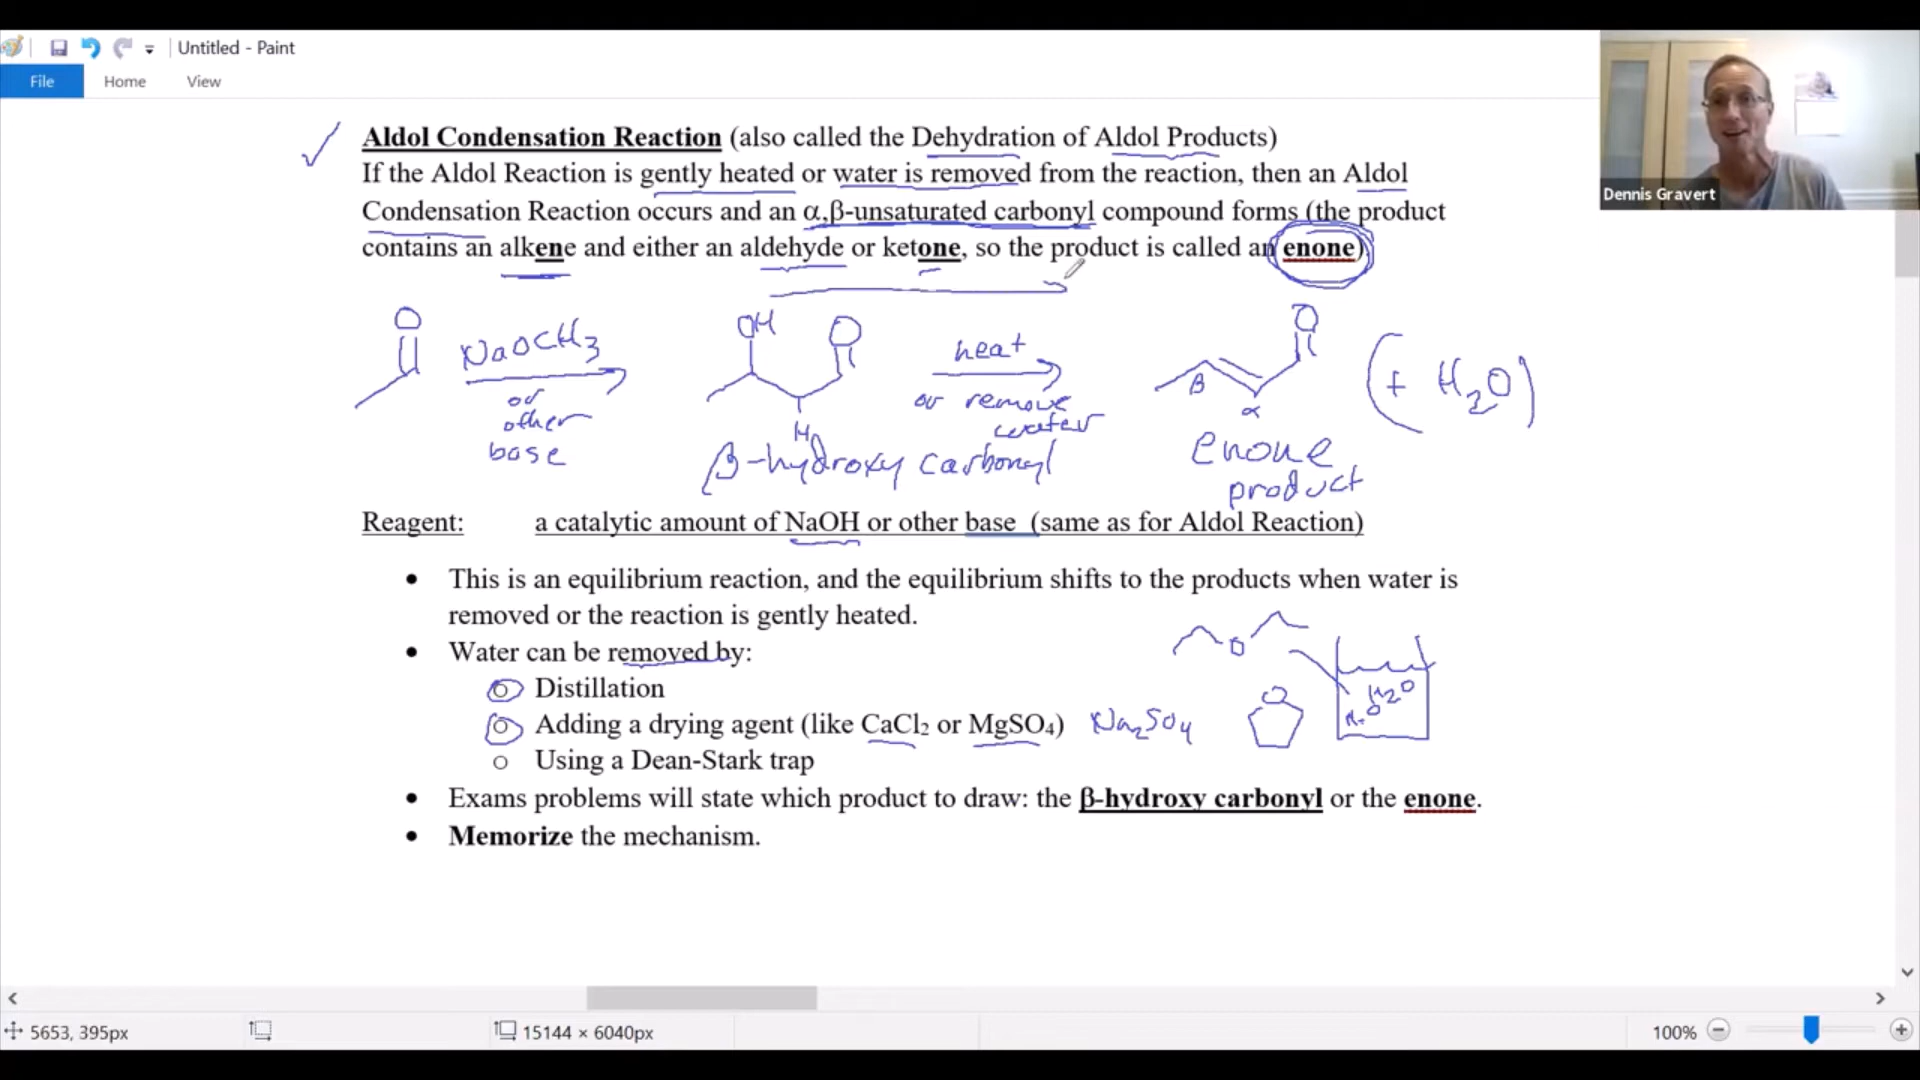 Untitled - Paint
File Home View
Dennis Gravert
Aldol Condensation Reaction (also called the Dehydration of Aldol Products)
If the Aldol Reaction is gently heated or water is removed from the reaction, then an Aldol
Condensation Reaction occurs and an α,β-unsaturated carbonyl compound forms (the product
contains an alkene and either an aldehyde or ketone, so the product is called an enone)
O NaOCH3 or other base
OH O H
β-hydroxy carbonyl
heat or remove water
O β α
(+ H2O)
enone product
Reagent: a catalytic amount of NaOH or other base (same as for Aldol Reaction)
• This is an equilibrium reaction, and the equilibrium shifts to the products when water is
removed or the reaction is gently heated.
• Water can be removed by:
o Distillation
o Adding a drying agent (like CaCl2 or MgSO4) Na2SO4
o Using a Dean-Stark trap
O
O
H2O
H2O
• Exams problems will state which product to draw: the β-hydroxy carbonyl or the enone.
• Memorize the mechanism.
5653, 395px 15144 × 6040px 100%